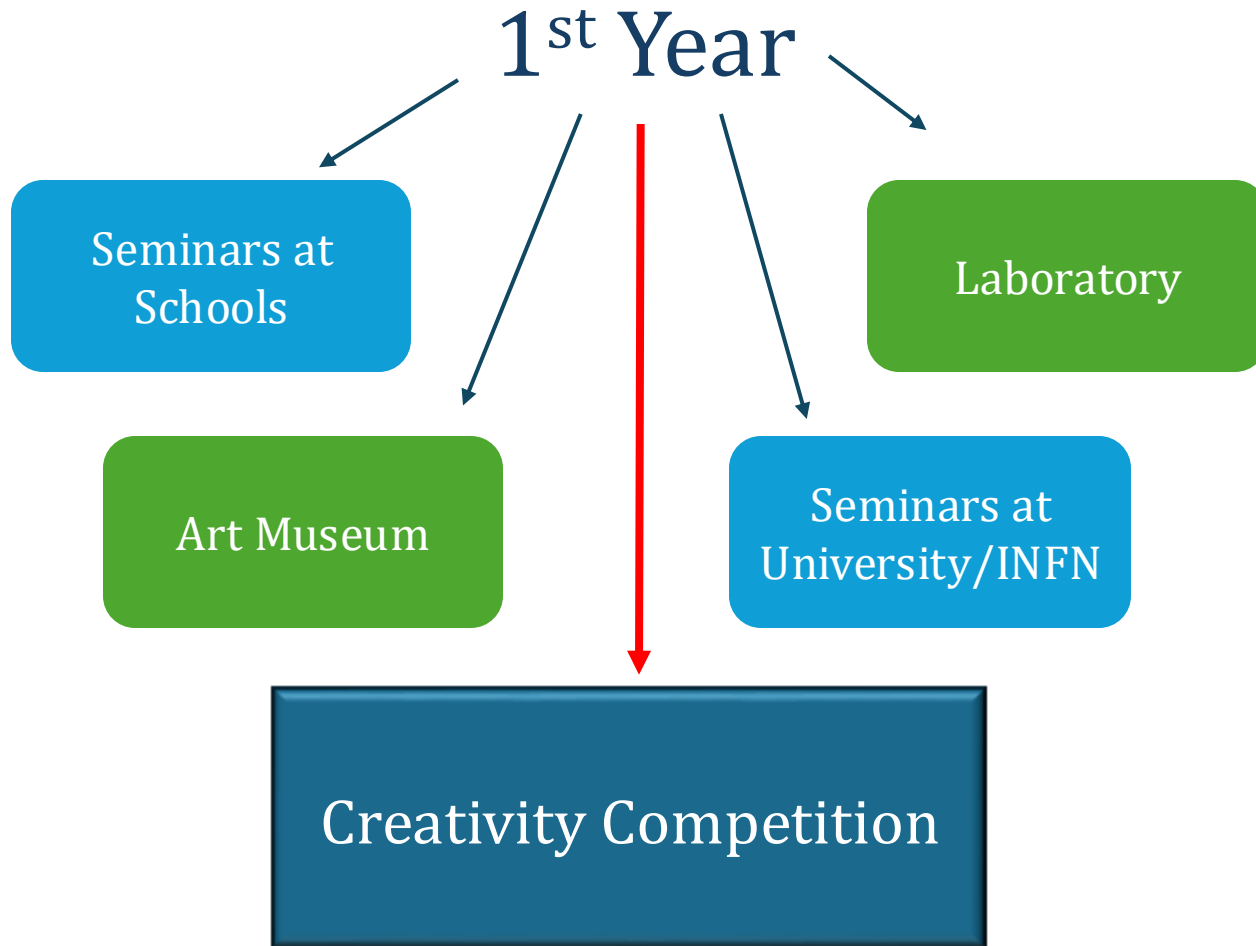 1st Year
Seminars at
Schools
Laboratory
Art Museum
Seminars at
University/INFN
Creativity Competition